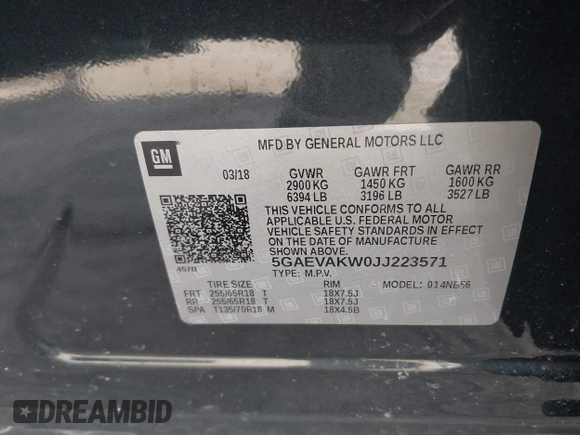 GM
MFD BY GENERAL MOTORS LLC
03/18 GVWR GAWR FRT GAWR RR
2900 KG 1450 KG 1600 KG
6394 LB 3196 LB 3527 LB
THIS VEHICLE CONFORMS TO ALL
APPLICABLE U.S. FEDERAL MOTOR
VEHICLE SAFETY STANDARDS IN EFFECT
ON THE DATE OF MANUFACTURE
SHOWN ABOVE
457B 5GAEVAKW0JJ223571
TYPE: M.P.V.
TIRE SIZE RIM MODEL: 014NB56
FRT 255/65R18 T 18X7.5J
RR 255/65R18 T 18X7.5J
SPA T135/70R18 M 18X4.5B
DREAMBID